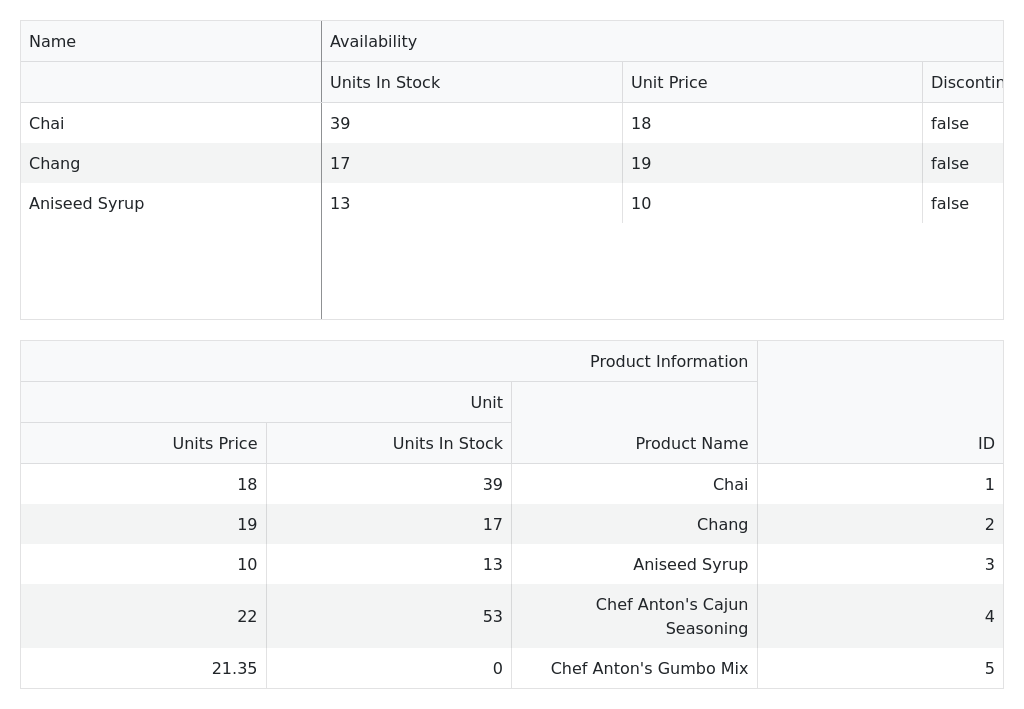 Name Availability
Units In Stock Unit Price Discontin
Chai 39 18 false
Chang 17 19 false
Aniseed Syrup 13 10 false
Product Information
Unit
Units Price Units In Stock Product Name ID
18 39 Chai 1
19 17 Chang 2
10 13 Aniseed Syrup 3
22 53 Chef Anton's Cajun 4
Seasoning
21.35 0 Chef Anton's Gumbo Mix 5